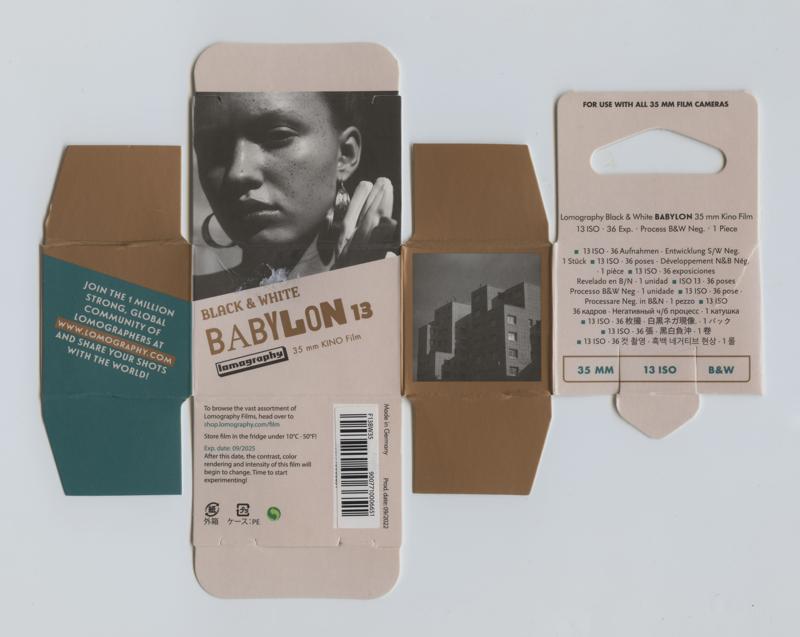 JOIN THE 1 MILLION
STRONG, GLOBAL
COMMUNITY OF
LOMOGRAPHERS AT
WWW.LOMOGRAPHY.COM
AND SHARE YOUR SHOTS
WITH THE WORLD!
BLACK & WHITE
BABYLON 13
lomography
35 mm KINO Film
To browse the vast assortment of
Lomography Films, head over to
shop.lomography.com/film
Store film in the fridge under 10°C - 50°F!
Exp. date: 09/2025
After this date, the contrast, color
rendering and intensity of this film will
begin to change. Time to start
experimenting!
紙
外箱
プラ
ケース:PE
Made in Germany
Prod. date: 09/2022
F13BW35
9007710006651
FOR USE WITH ALL 35 MM FILM CAMERAS
Lomography Black & White BABYLON 35 mm Kino Film
13 ISO · 36 Exp. · Process B&W Neg. · 1 Piece
■ 13 ISO · 36 Aufnahmen · Entwicklung S/W Neg.
1 Stück ■ 13 ISO · 36 poses · Développement N&B Nég.
· 1 pièce ■ 13 ISO · 36 exposiciones
Revelado en B/N · 1 unidad ■ ISO 13 · 36 poses
Processo B&W Neg · 1 unidade ■ 13 ISO · 36 pose ·
Processare Neg. in B&N · 1 pezzo ■ 13 ISO
36 кадров · Негативный ч/б процесс · 1 катушка
■ 13 ISO · 36 枚撮 · 白黒ネガ現像. · 1 パック
■ 13 ISO · 36 張 · 黑白負沖 · 1 卷
■ 13 ISO · 36 컷 촬영 · 흑백 네거티브 현상 · 1 롤
35 MM 13 ISO B&W